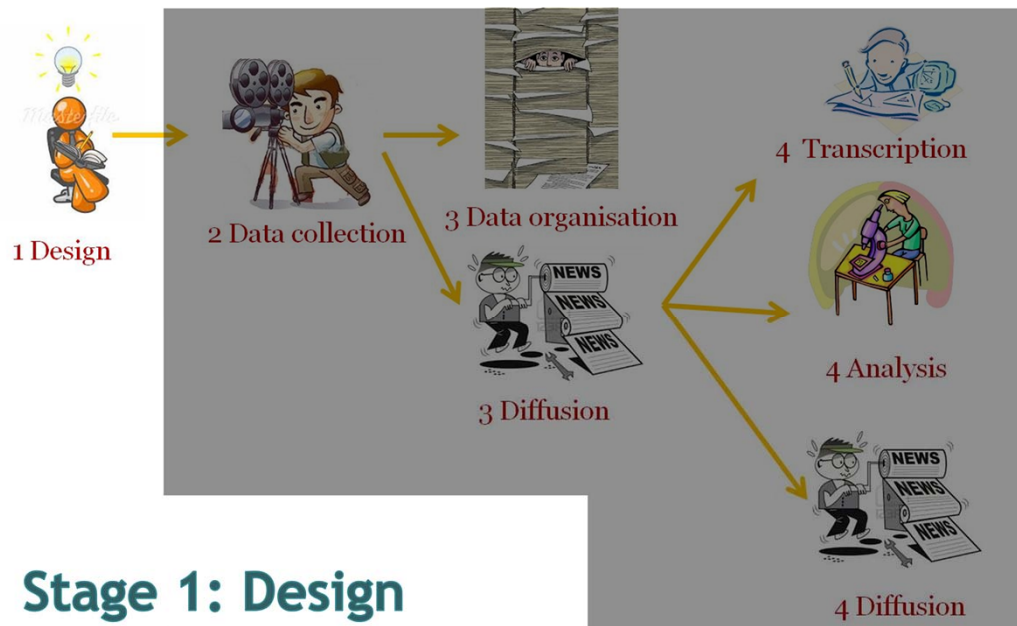 Masterfile
1 Design
2 Data collection
3 Data organisation
NEWS
NEWS
NEWS
3 Diffusion
4 Transcription
4 Analysis
NEWS
NEWS
NEWS
4 Diffusion
Stage 1: Design